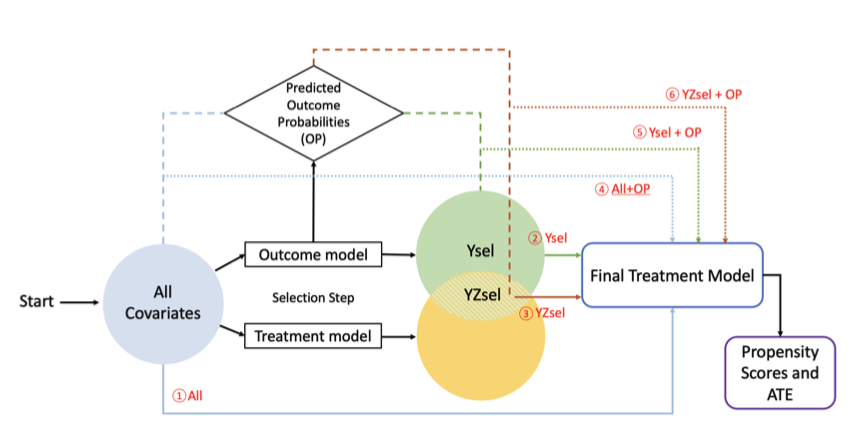 Predicted
Outcome
Probabilities
(OP)
⑥ YZsel + OP
⑤ Ysel + OP
④ All+OP
② Ysel
Outcome model
Ysel
Final Treatment Model
Start
All
Covariates
Selection Step
YZsel
③ YZsel
Treatment model
Propensity
Scores and
ATE
① All